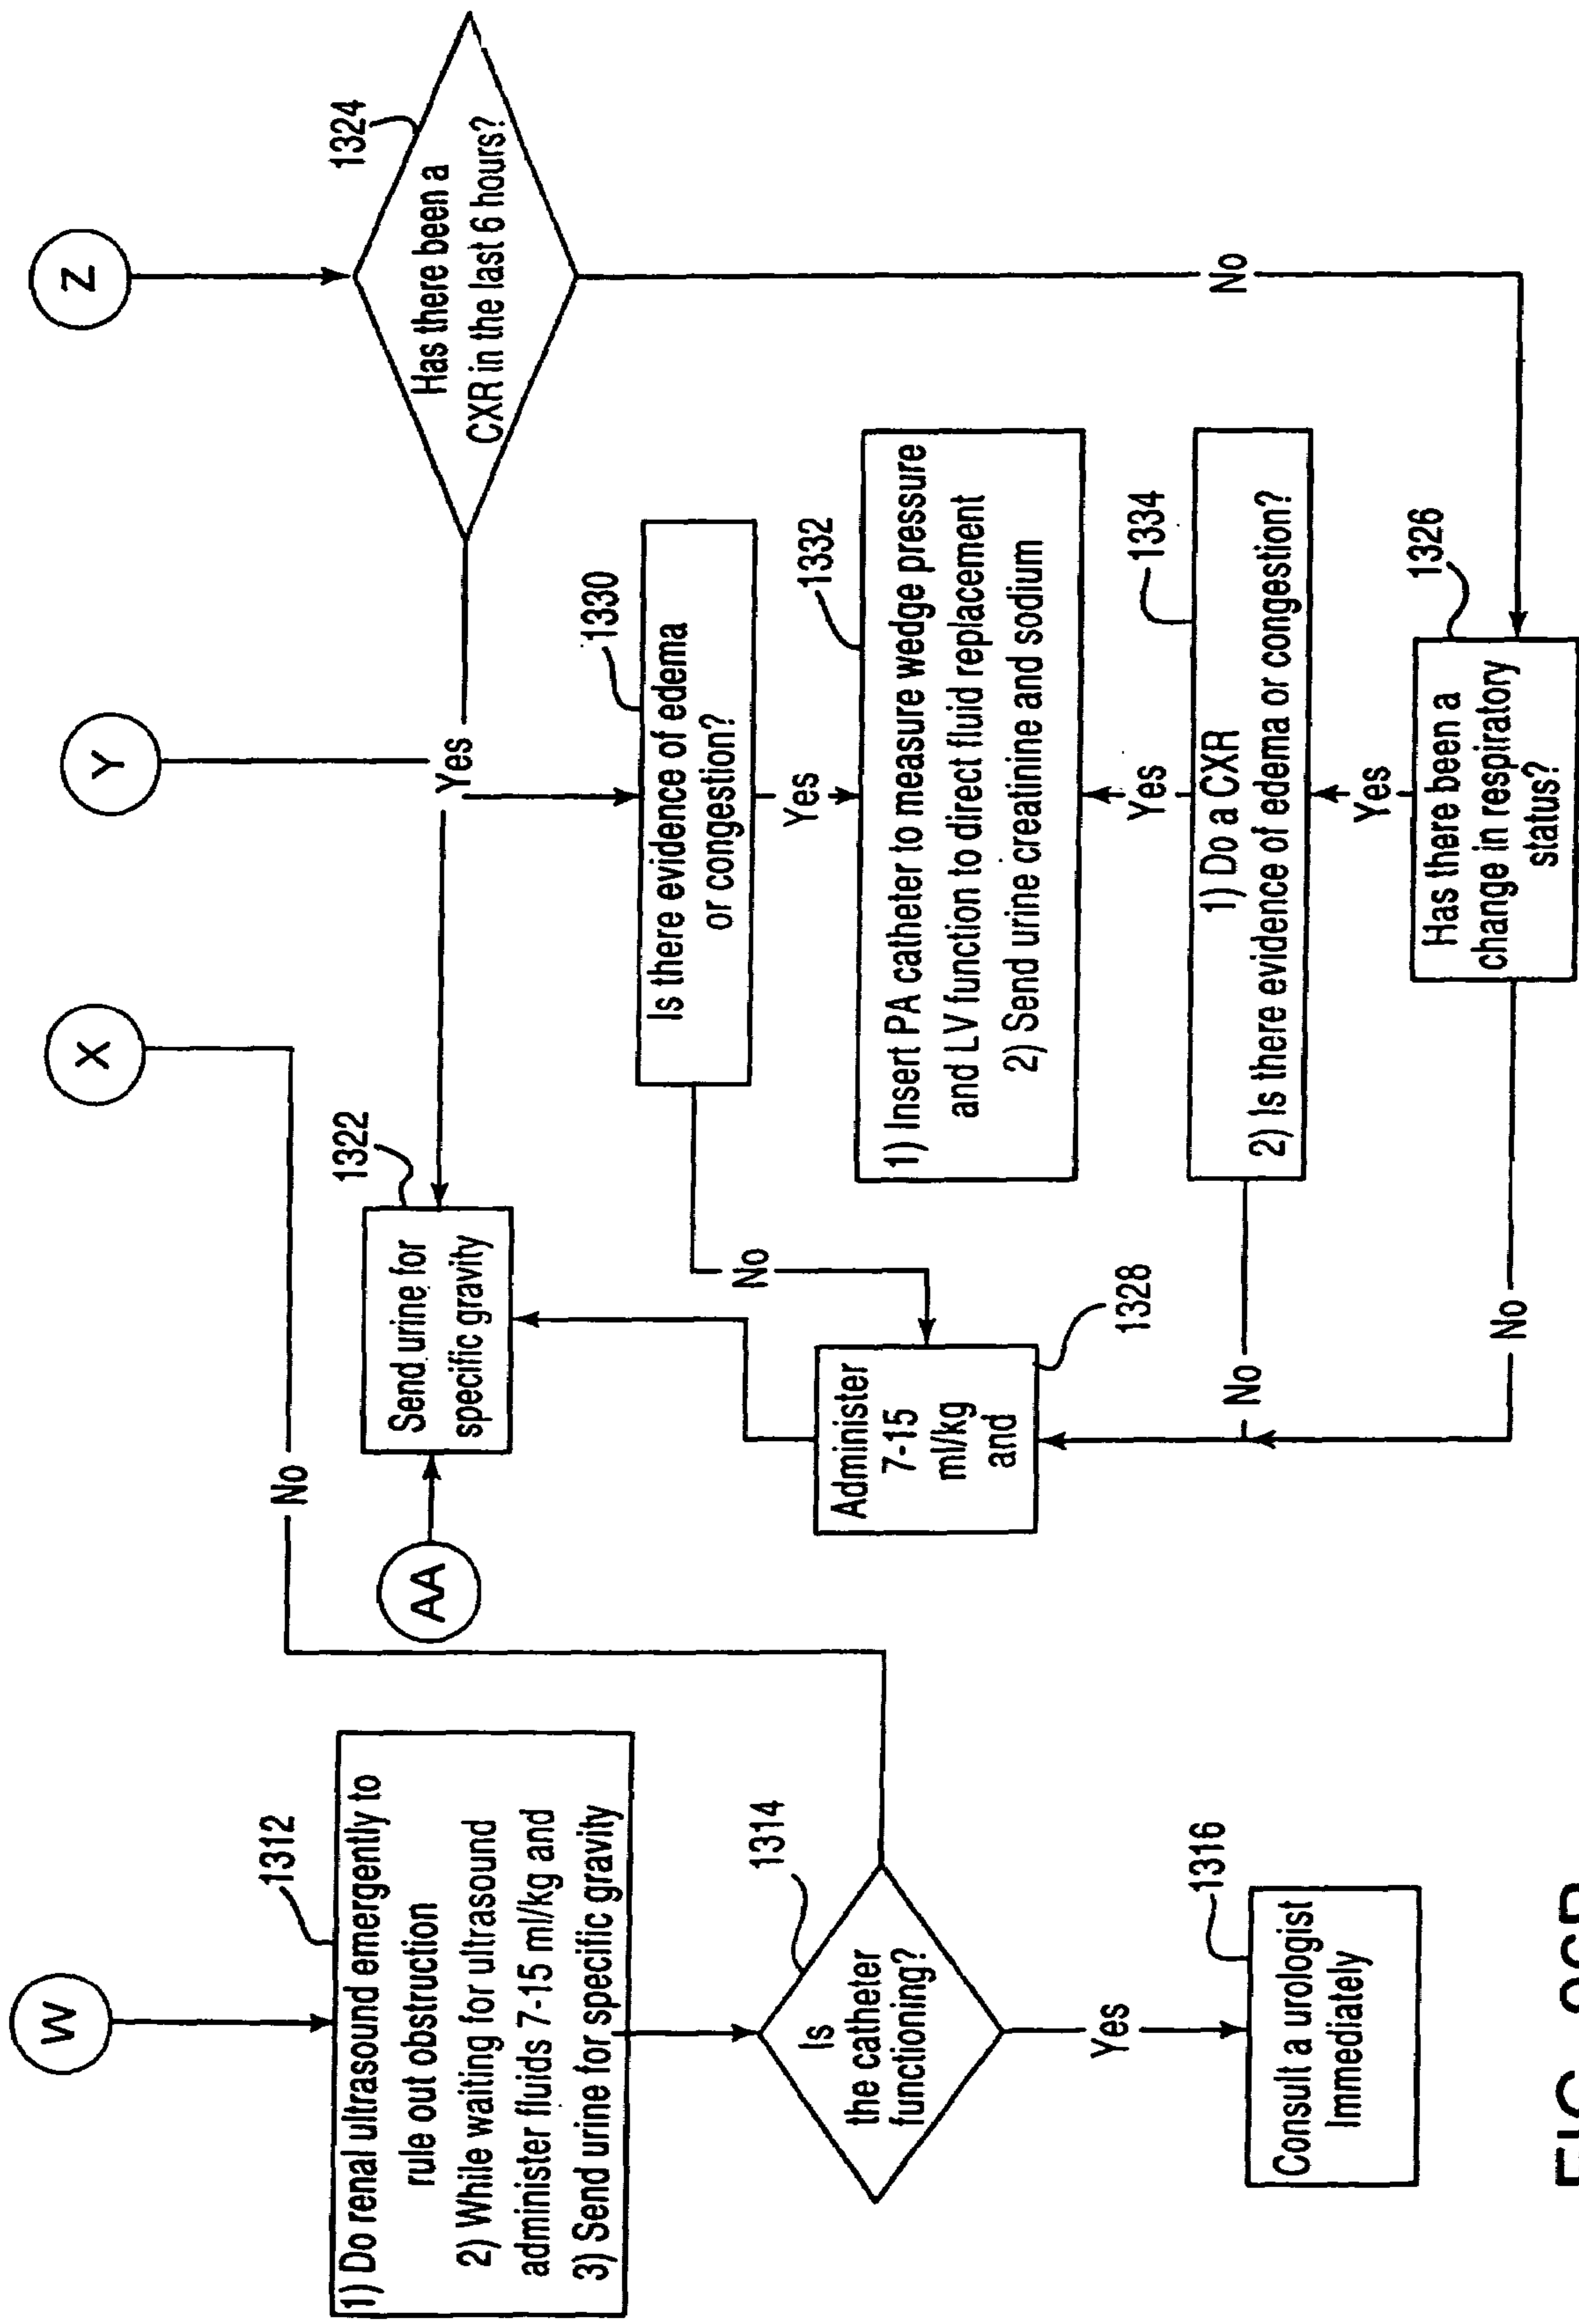 W
X
Y
Z
1312
1) Do renal ultrasound emergently to
rule out obstruction
2) While waiting for ultrasound
administer fluids 7-15 ml/kg and
3) Send urine for specific gravity
1314
Is
the catheter
functioning?
No
Yes
1316
Consult a urologist
Immediately
AA
1322
Send urine for
specific gravity
1324
Has there been a
CXR in the last 6 hours?
Yes
No
1330
Is there evidence of edema
or congestion?
Yes
No
1332
1) Insert PA catheter to measure wedge pressure
and LV function to direct fluid replacement
2) Send urine creatinine and sodium
1328
Administer
7-15
ml/kg
and
Yes
1334
1) Do a CXR
2) Is there evidence of edema or congestion?
No
Yes
1326
Has there been a
change in respiratory
status?
No
FIG.